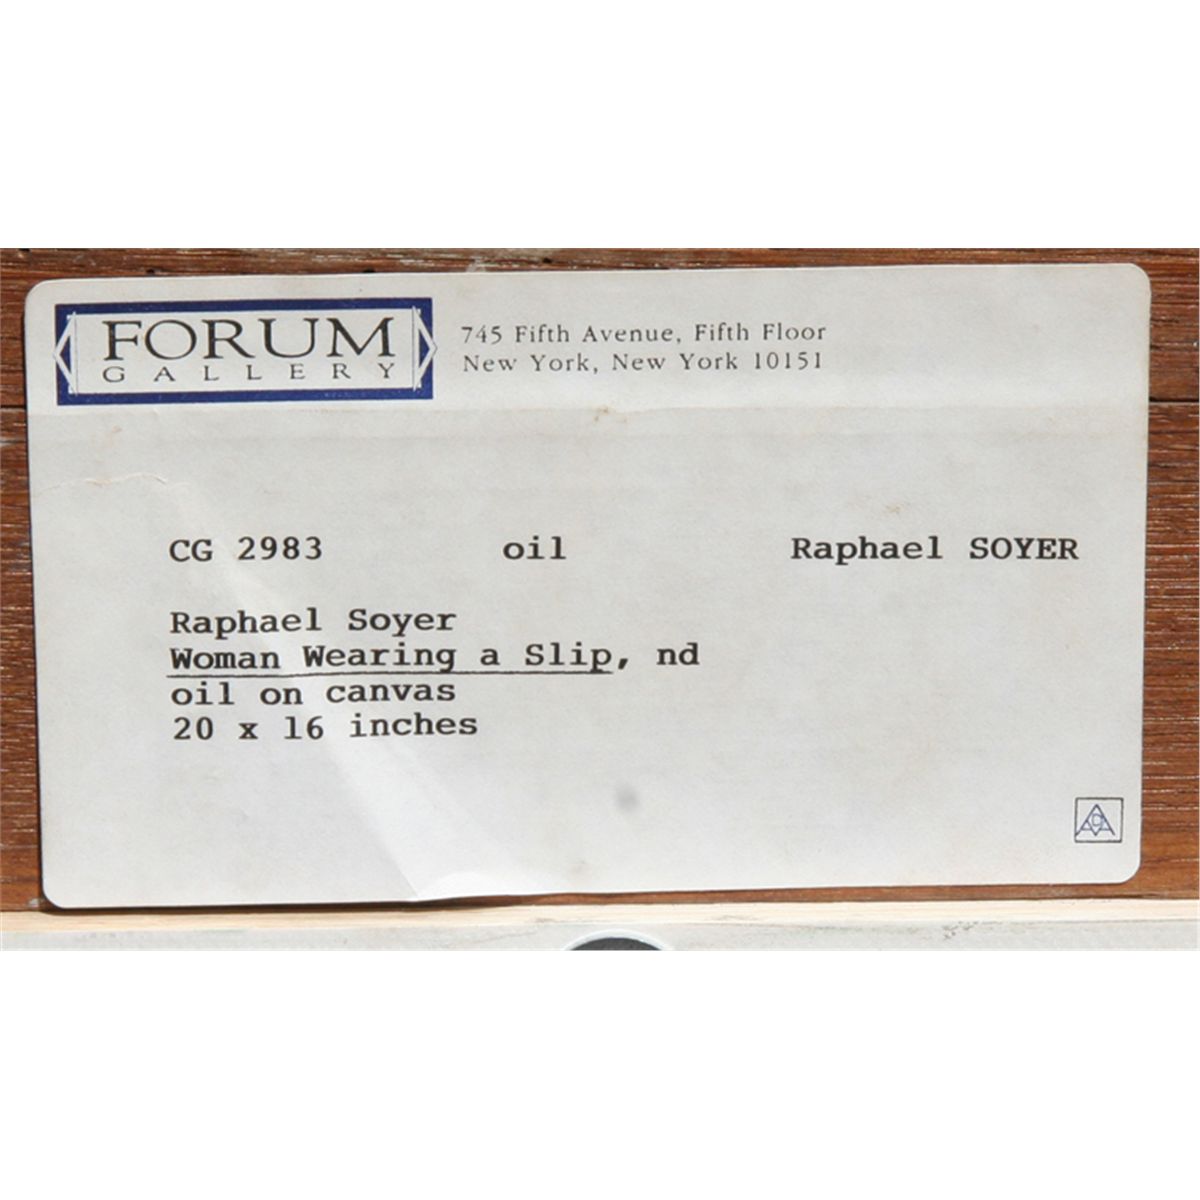 FORUM
GALLERY
745 Fifth Avenue, Fifth Floor
New York, New York 10151
CG 2983 oil Raphael SOYER
Raphael Soyer
Woman Wearing a Slip, nd
oil on canvas
20 x 16 inches